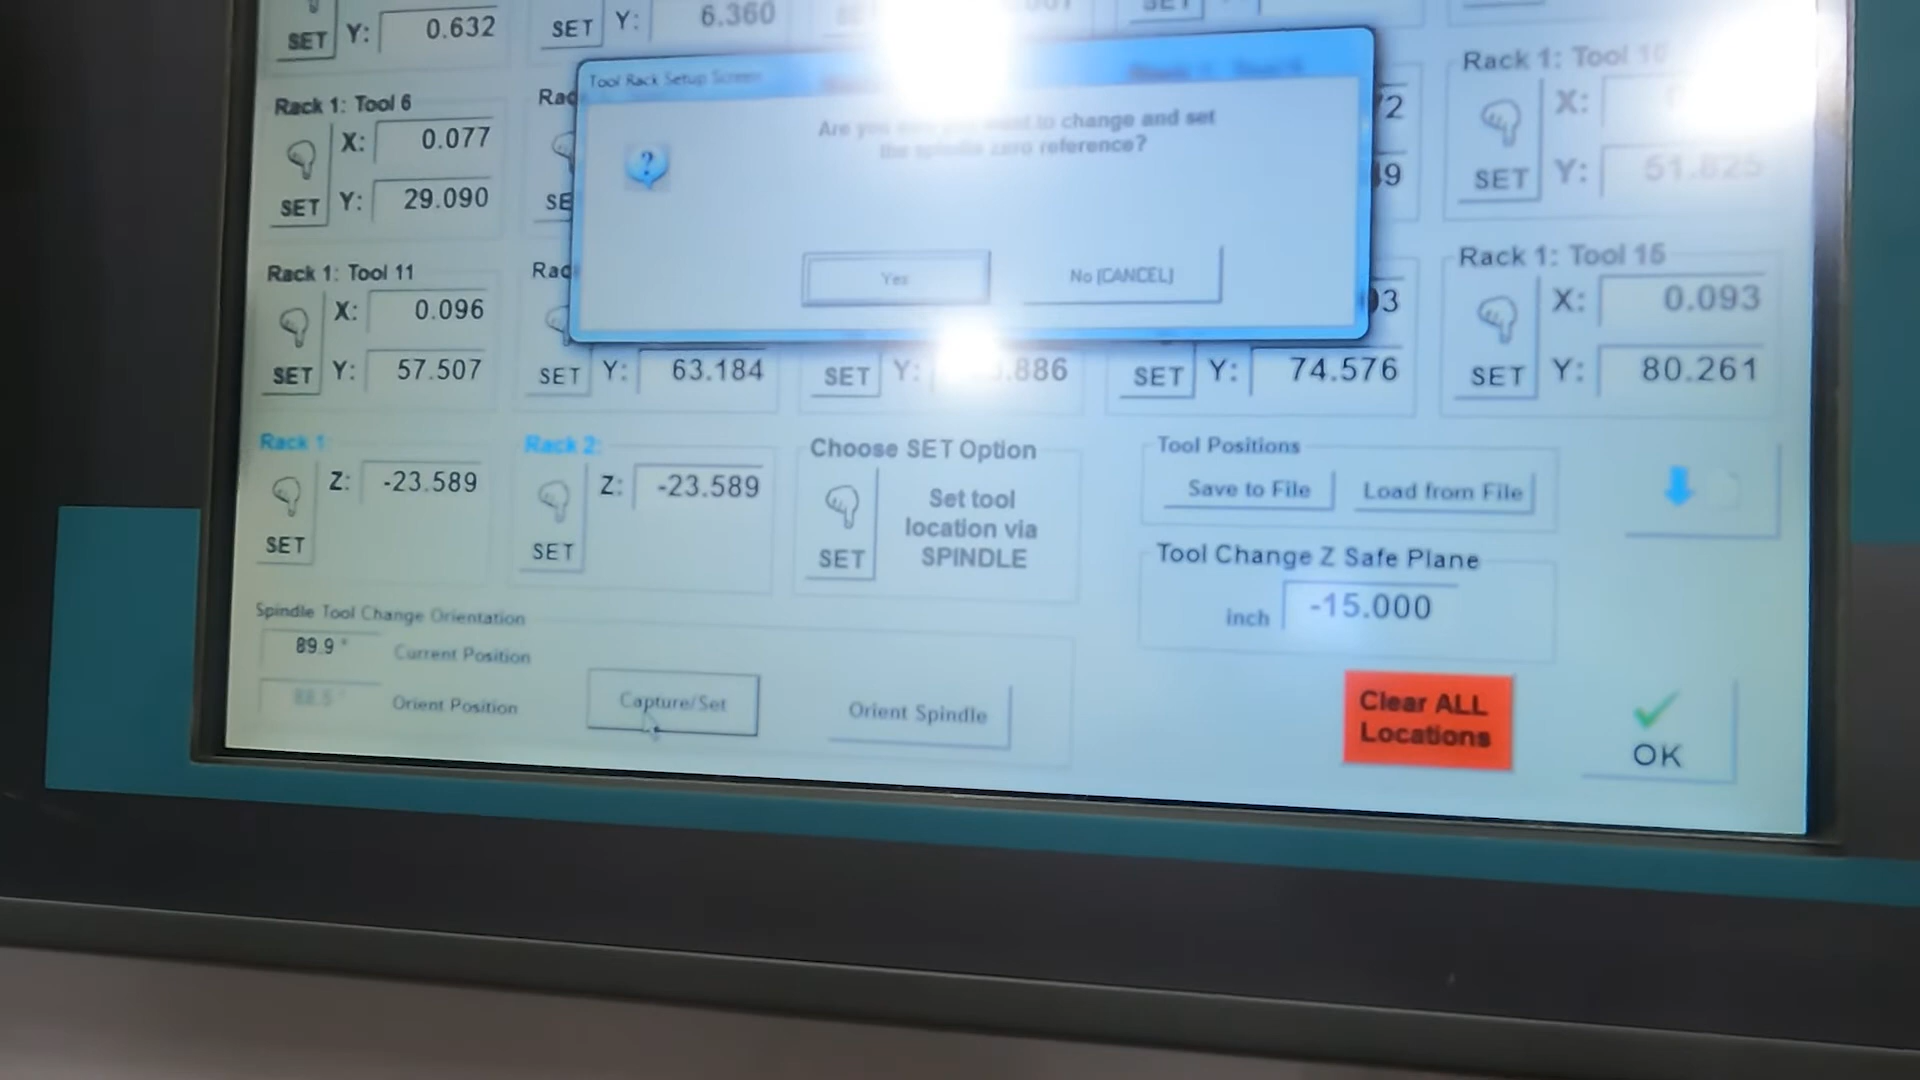 SET Y: 0.632
SET Y: 6.360
SET
Rack 1: Tool 6
X: 0.077
SET Y: 29.090
Tool Rack Setup Screen
Are you to change and set
the spindle zero reference?
Yes
No (CANCEL)
Rack 1: Tool 10
X:
SET Y: 51.825
Rack 1: Tool 11
X: 0.096
SET Y: 57.507
SET Y: 63.184
SET Y: .886
SET Y: 74.576
Rack 1: Tool 15
X: 0.093
SET Y: 80.261
Rack 1:
Z: -23.589
SET
Rack 2:
Z: -23.589
SET
Choose SET Option
Set tool
location via
SPINDLE
SET
Tool Positions
Save to File
Load from File
Tool Change Z Safe Plane
inch -15.000
Spindle Tool Change Orientation
89.9 ° Current Position
88.5 ° Orient Position
Capture/Set
Orient Spindle
Clear ALL
Locations
OK